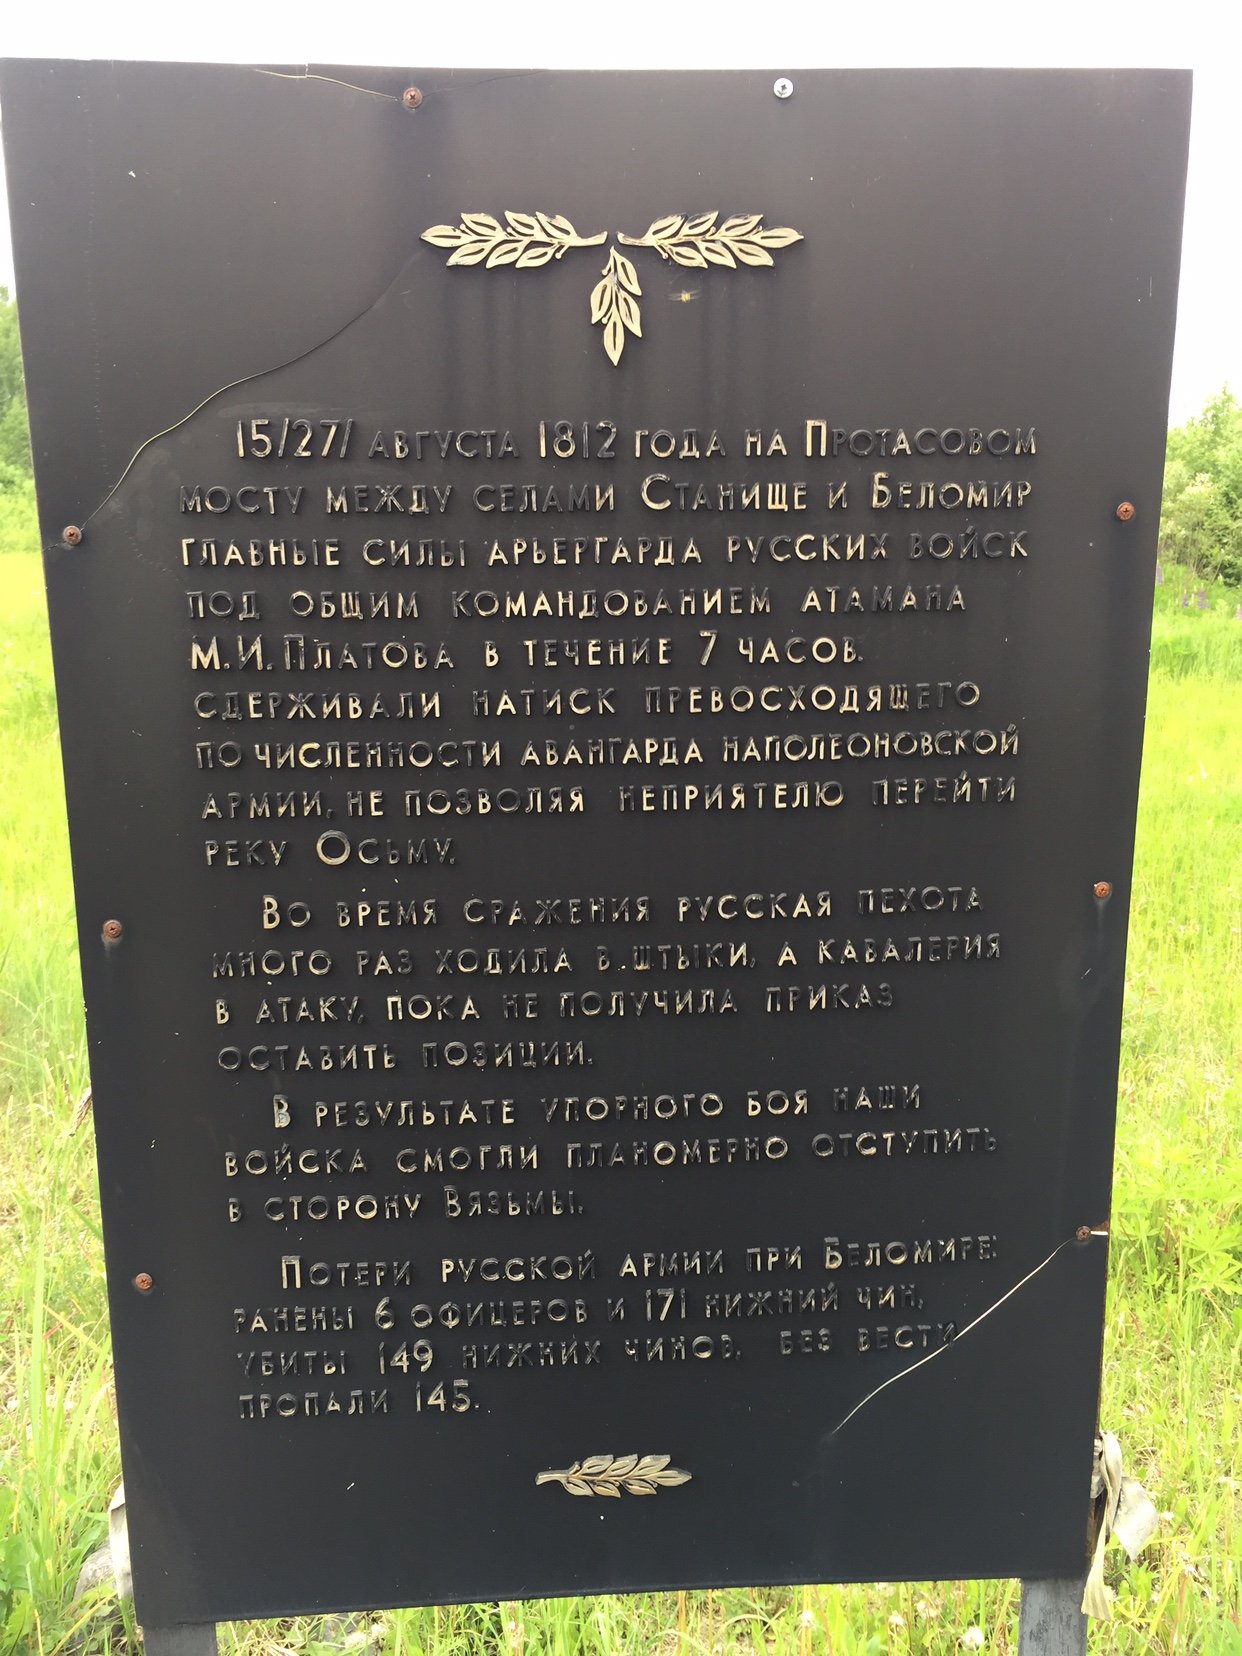 15/27/ августа 1812 года на Протасовом
мосту между селами Станище и Беломир
главные силы арьергарда русских войск
под общим командованием атамана
М.И.Платова в течение 7 часов.
сдерживали натиск превосходящего
по численности авангарда наполеоновской
армии, не позволяя неприятелю перейти
реку Осьму.
Во время сражения русская пехота
много раз ходила в штыки, а кавалерия
в атаку, пока не получила приказ
оставить позиции.
В результате упорного боя наши
войска смогли планомерно отступить
в сторону Вязьмы.
Потери русской армии при Беломире:
ранены 6 офицеров и 171 нижний чин,
убиты 149 нижних чинов, без вести
пропали 145.